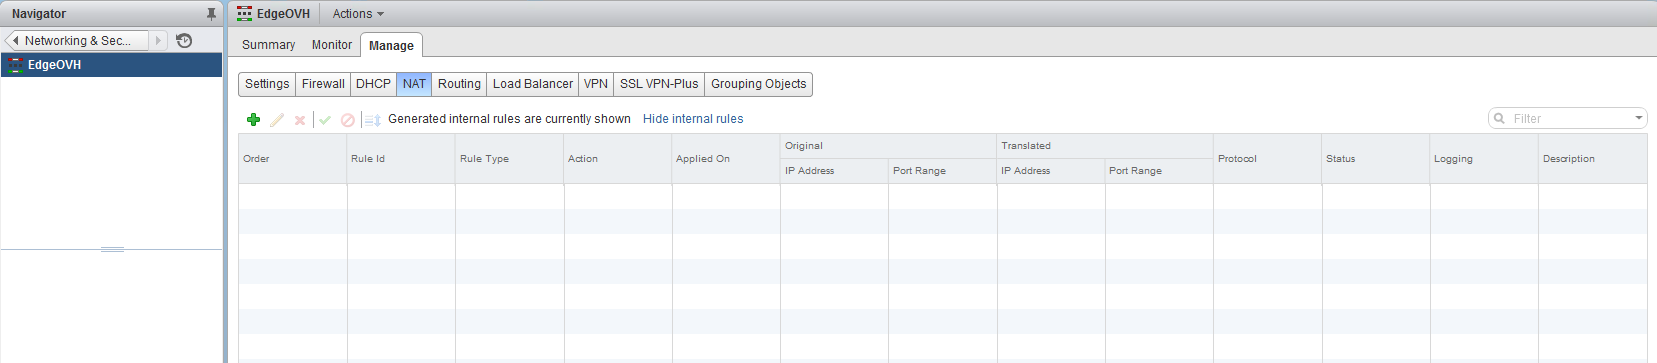 Navigator
EdgeOVH
Actions
Networking & Sec...
Summary
Monitor
Manage
EdgeOVH
Settings
Firewall
DHCP
NAT
Routing
Load Balancer
VPN
SSL VPN-Plus
Grouping Objects
Generated internal rules are currently shown
Hide internal rules
Filter
Order
Rule Id
Rule Type
Action
Applied On
Original
IP Address
Port Range
Translated
IP Address
Port Range
Protocol
Status
Logging
Description